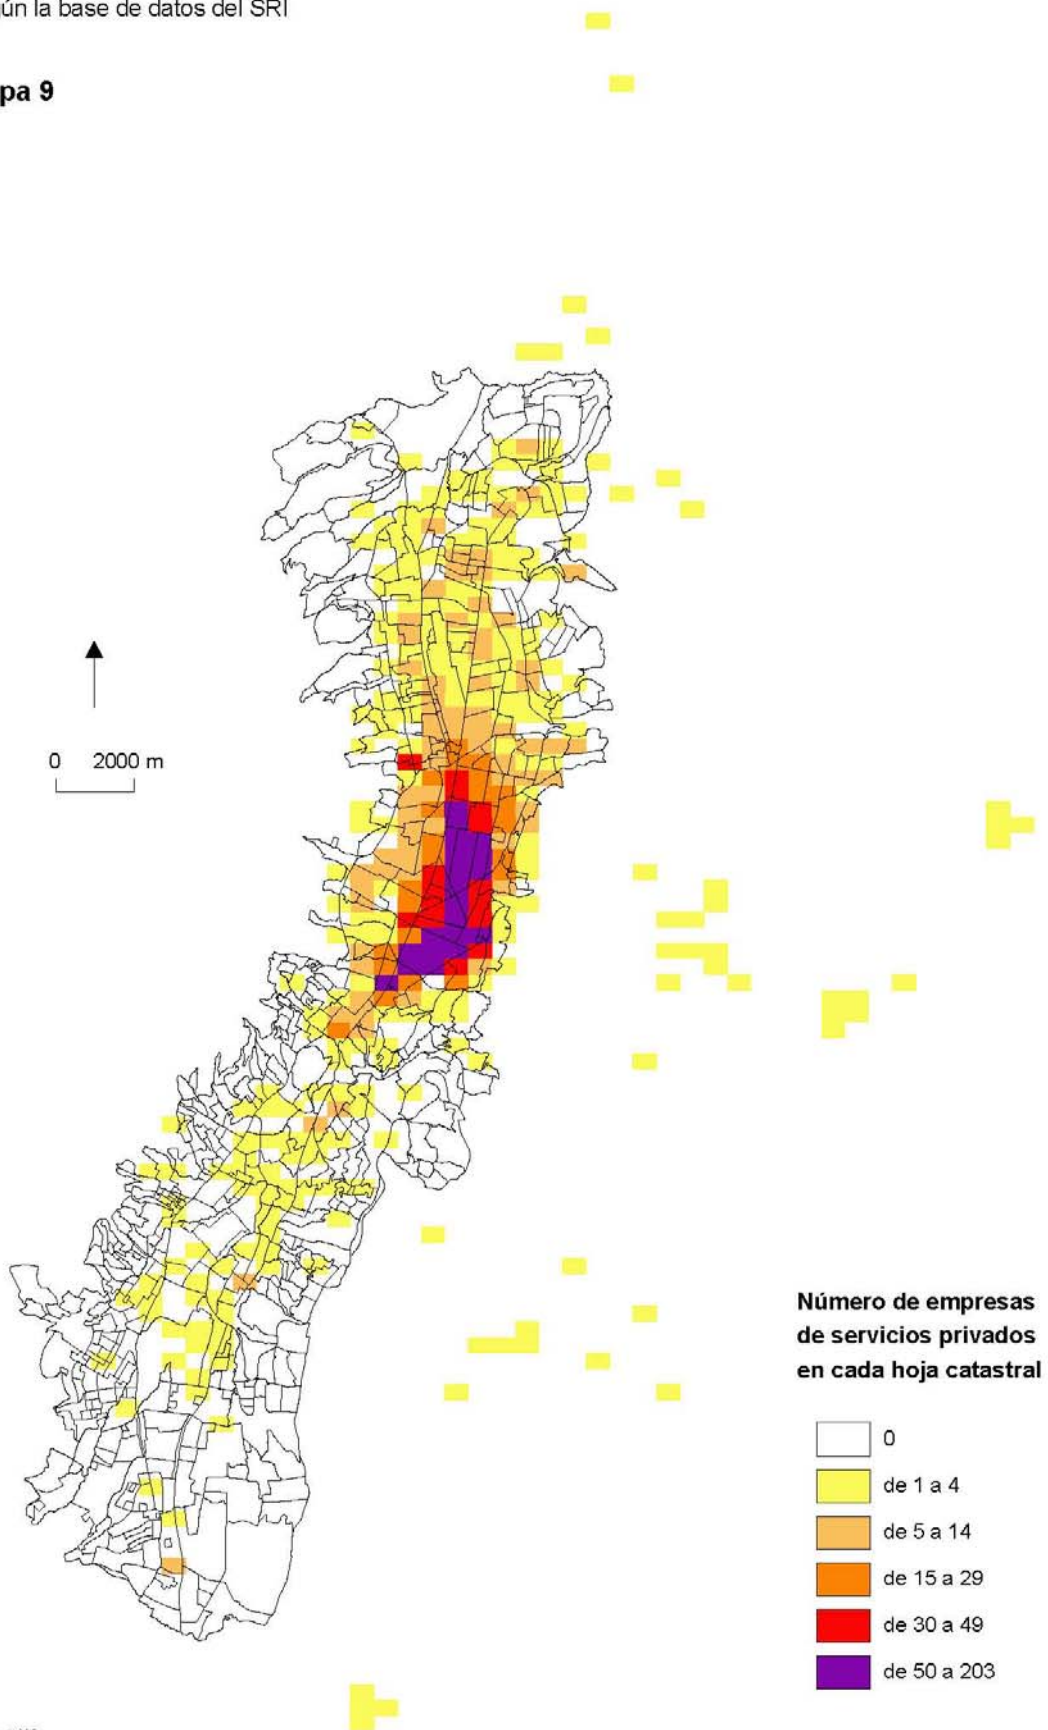 ún la base de datos del SRI
pa 9
0 2000 m
Número de empresas
de servicios privados
en cada hoja catastral
0
de 1 a 4
de 5 a 14
de 15 a 29
de 30 a 49
de 50 a 203